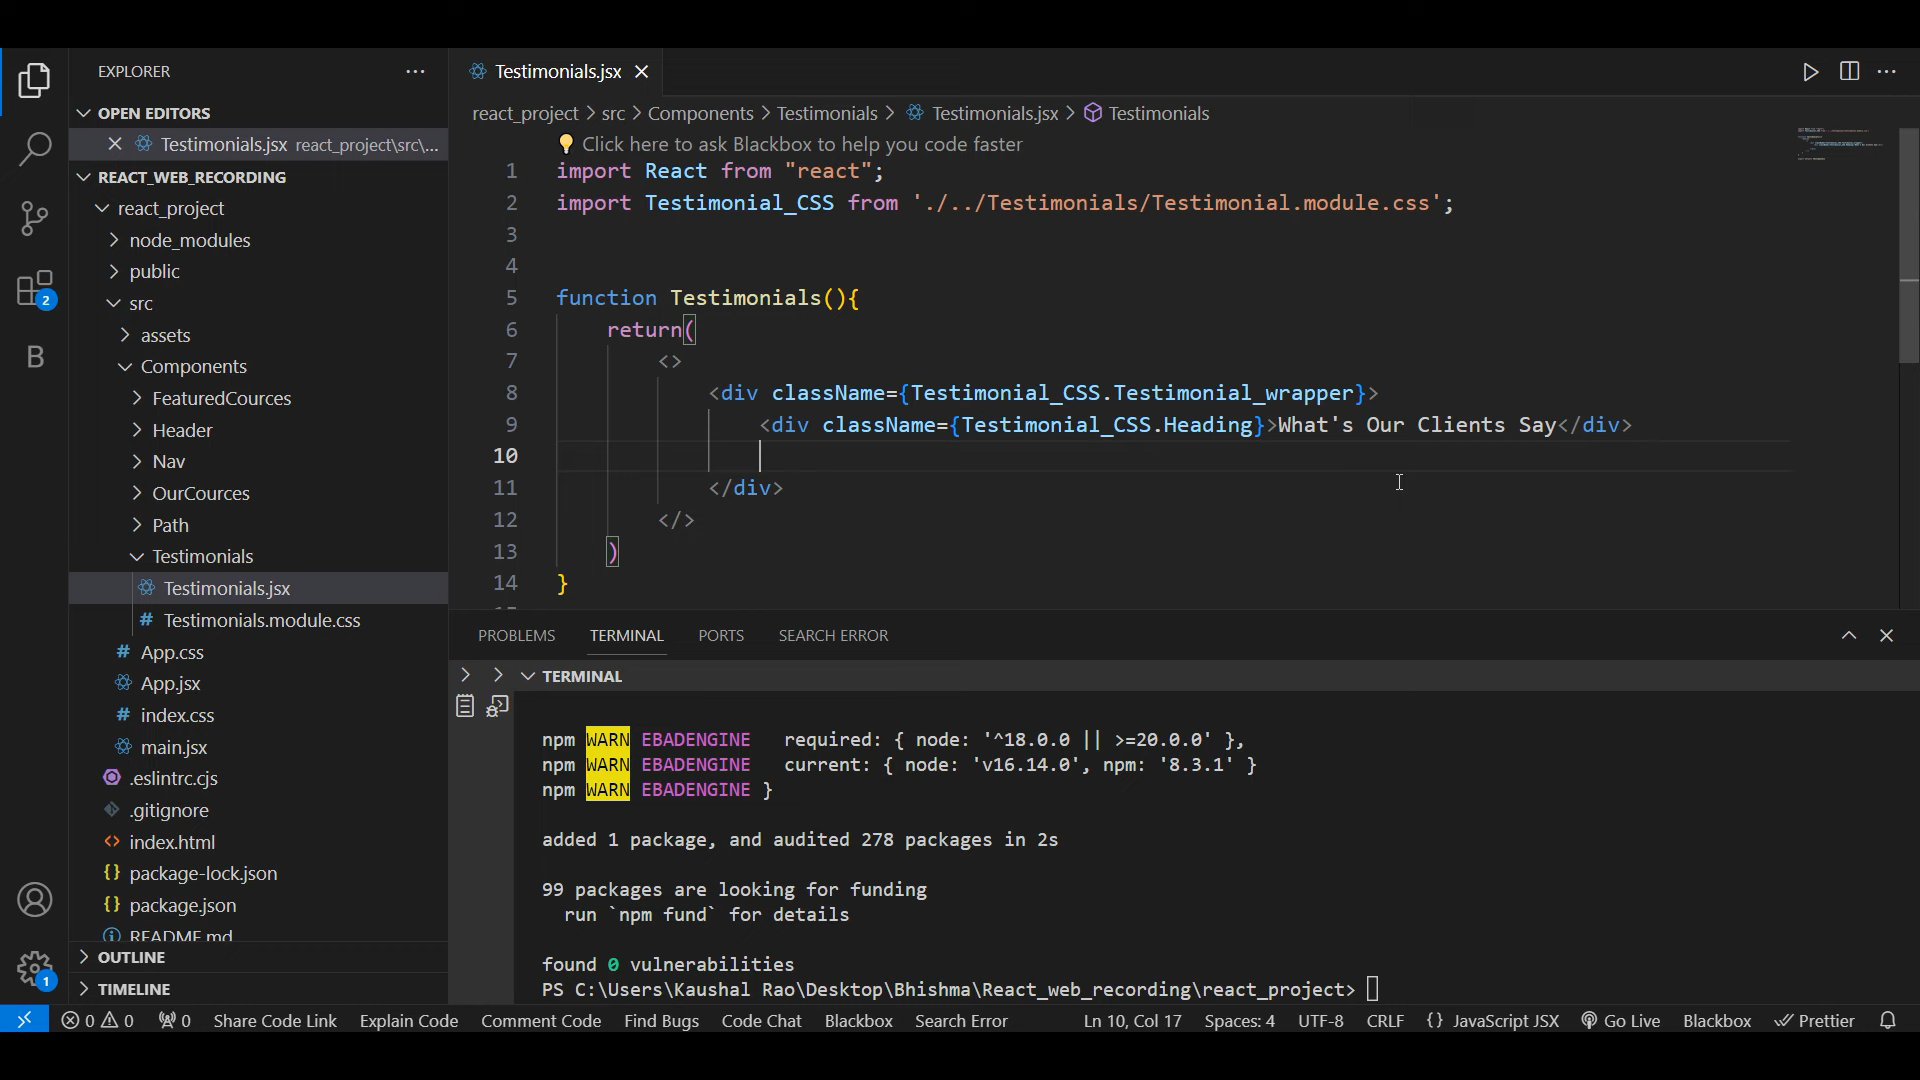 EXPLORER
OPEN EDITORS
Testimonials.jsx react_project\src\...
REACT_WEB_RECORDING
react_project
node_modules
public
src
assets
Components
FeaturedCources
Header
Nav
OurCources
Path
Testimonials
Testimonials.jsx
Testimonials.module.css
App.css
App.jsx
index.css
main.jsx
.eslintrc.cjs
.gitignore
index.html
package-lock.json
package.json
README.md
OUTLINE
TIMELINE
2
B
1
Testimonials.jsx
react_project > src > Components > Testimonials > Testimonials.jsx > Testimonials
Click here to ask Blackbox to help you code faster
1 import React from "react";
2 import Testimonial_CSS from './../Testimonials/Testimonial.module.css';
3
4
5 function Testimonials(){
6 return(
7 <>
8 <div className={Testimonial_CSS.Testimonial_wrapper}>
9 <div className={Testimonial_CSS.Heading}>What's Our Clients Say</div>
10
11 </div>
12 </>
13 )
14 }
PROBLEMS TERMINAL PORTS SEARCH ERROR
TERMINAL
npm WARN EBADENGINE   required: { node: '^18.0.0 || >=20.0.0' },
npm WARN EBADENGINE   current: { node: 'v16.14.0', npm: '8.3.1' }
npm WARN EBADENGINE }
added 1 package, and audited 278 packages in 2s
99 packages are looking for funding
run `npm fund` for details
found 0 vulnerabilities
PS C:\Users\Kaushal Rao\Desktop\Bhishma\React_web_recording\react_project>
0 0 0 Share Code Link Explain Code Comment Code Find Bugs Code Chat Blackbox Search Error Ln 10, Col 17 Spaces: 4 UTF-8 CRLF {} JavaScript JSX Go Live Blackbox Prettier